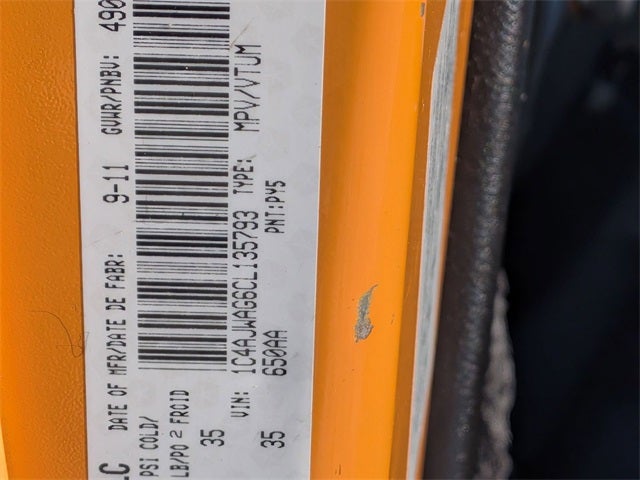 LC
DATE OF MFR/DATE DE FABR: 9-11 GVWR/PNBV: 490
PSI COLD/
LB/PO 2 FROID
35
VIN: 1C4AJWAG6CL135793 TYPE: MPV/VTUM
35 650AA PNT:PY5